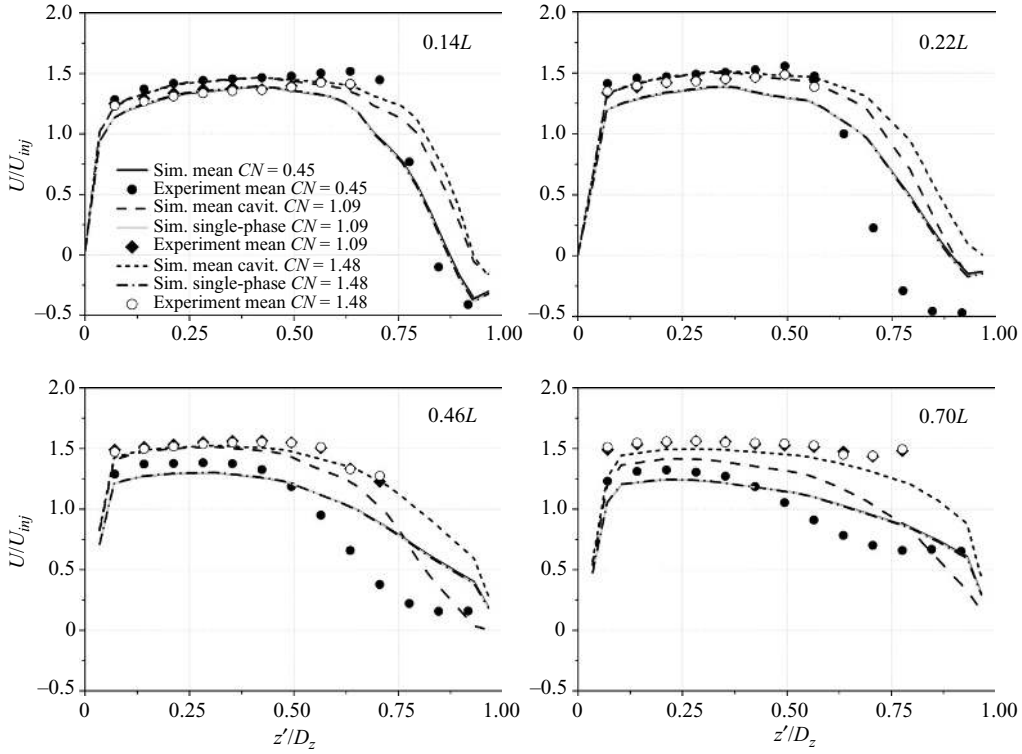 2.0
1.5
1.0
0.5
0
–0.5
U/U_inj
0.14L
Sim. mean CN = 0.45
Experiment mean CN = 0.45
Sim. mean cavit. CN = 1.09
Sim. single-phase CN = 1.09
Experiment mean CN = 1.09
Sim. mean cavit. CN = 1.48
Sim. single-phase CN = 1.48
Experiment mean CN = 1.48
0 0.25 0.50 0.75 1.00
2.0
1.5
1.0
0.5
0
–0.5
0.22L
0 0.25 0.50 0.75 1.00
2.0
1.5
1.0
0.5
0
–0.5
U/U_inj
0.46L
0 0.25 0.50 0.75 1.00
z′/D_z
2.0
1.5
1.0
0.5
0
–0.5
0.70L
0 0.25 0.50 0.75 1.00
z′/D_z